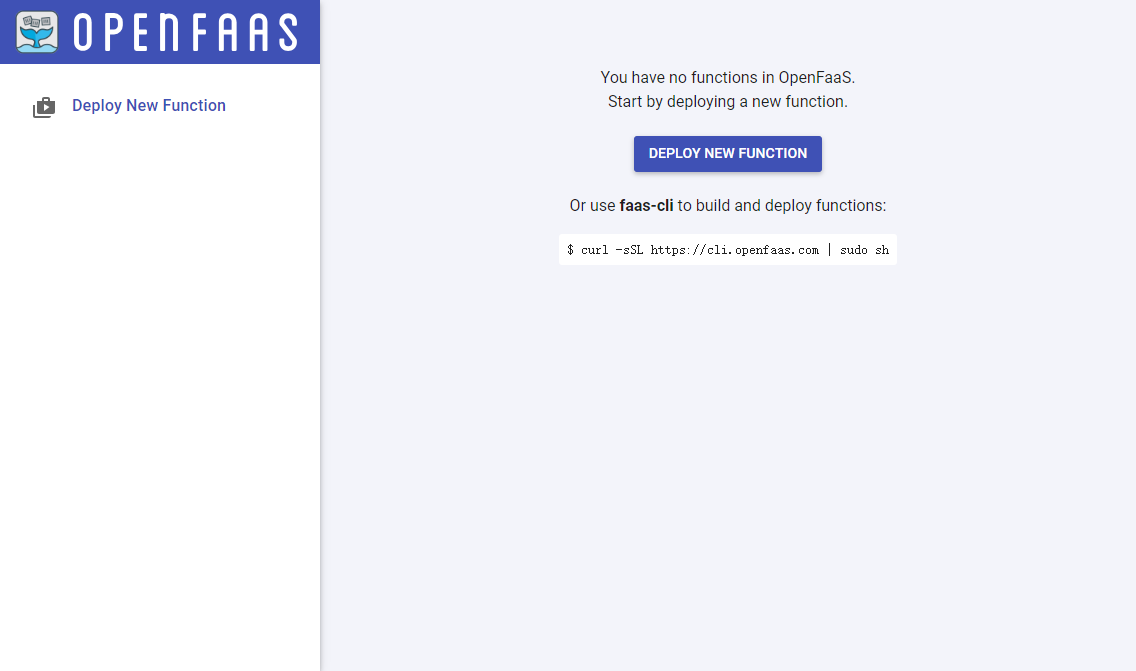 OPENFAAS
Deploy New Function
You have no functions in OpenFaaS.
Start by deploying a new function.
DEPLOY NEW FUNCTION
Or use faas-cli to build and deploy functions:
$ curl -sSL https://cli.openfaas.com | sudo sh